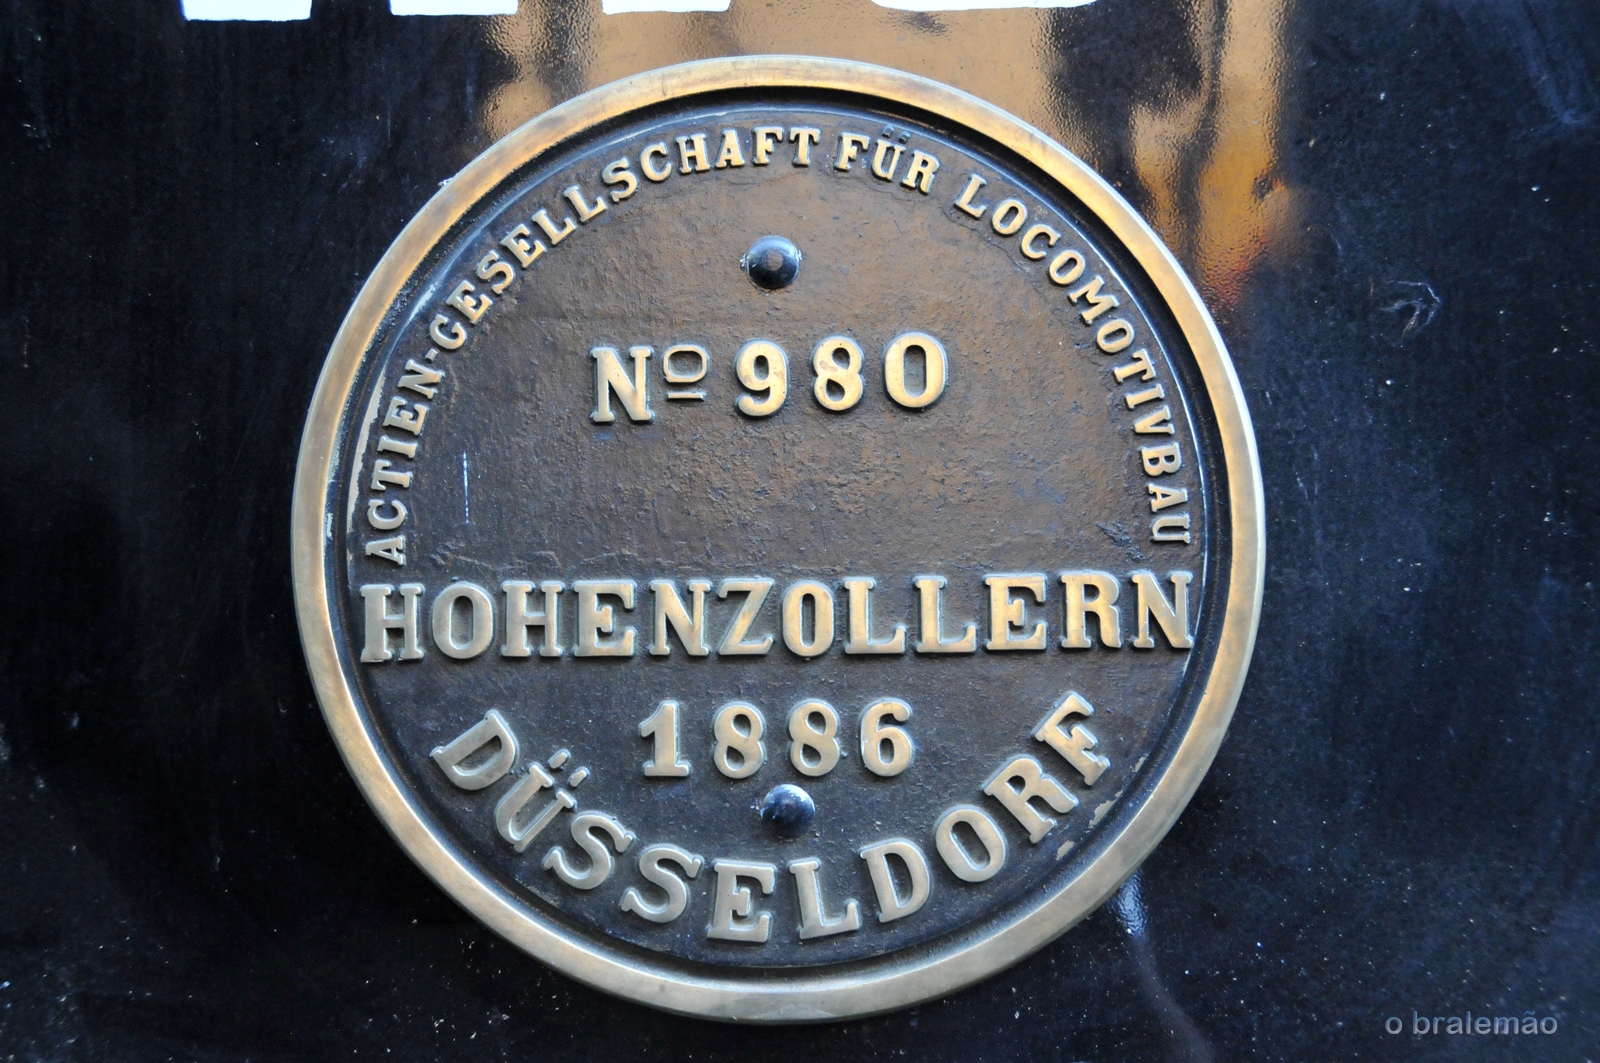 ACTIEN-GESELLSCHAFT FÜR LOCOMOTIVBAU
No 980
HOHENZOLLERN
1886
DÜSSELDORF
o bralemão